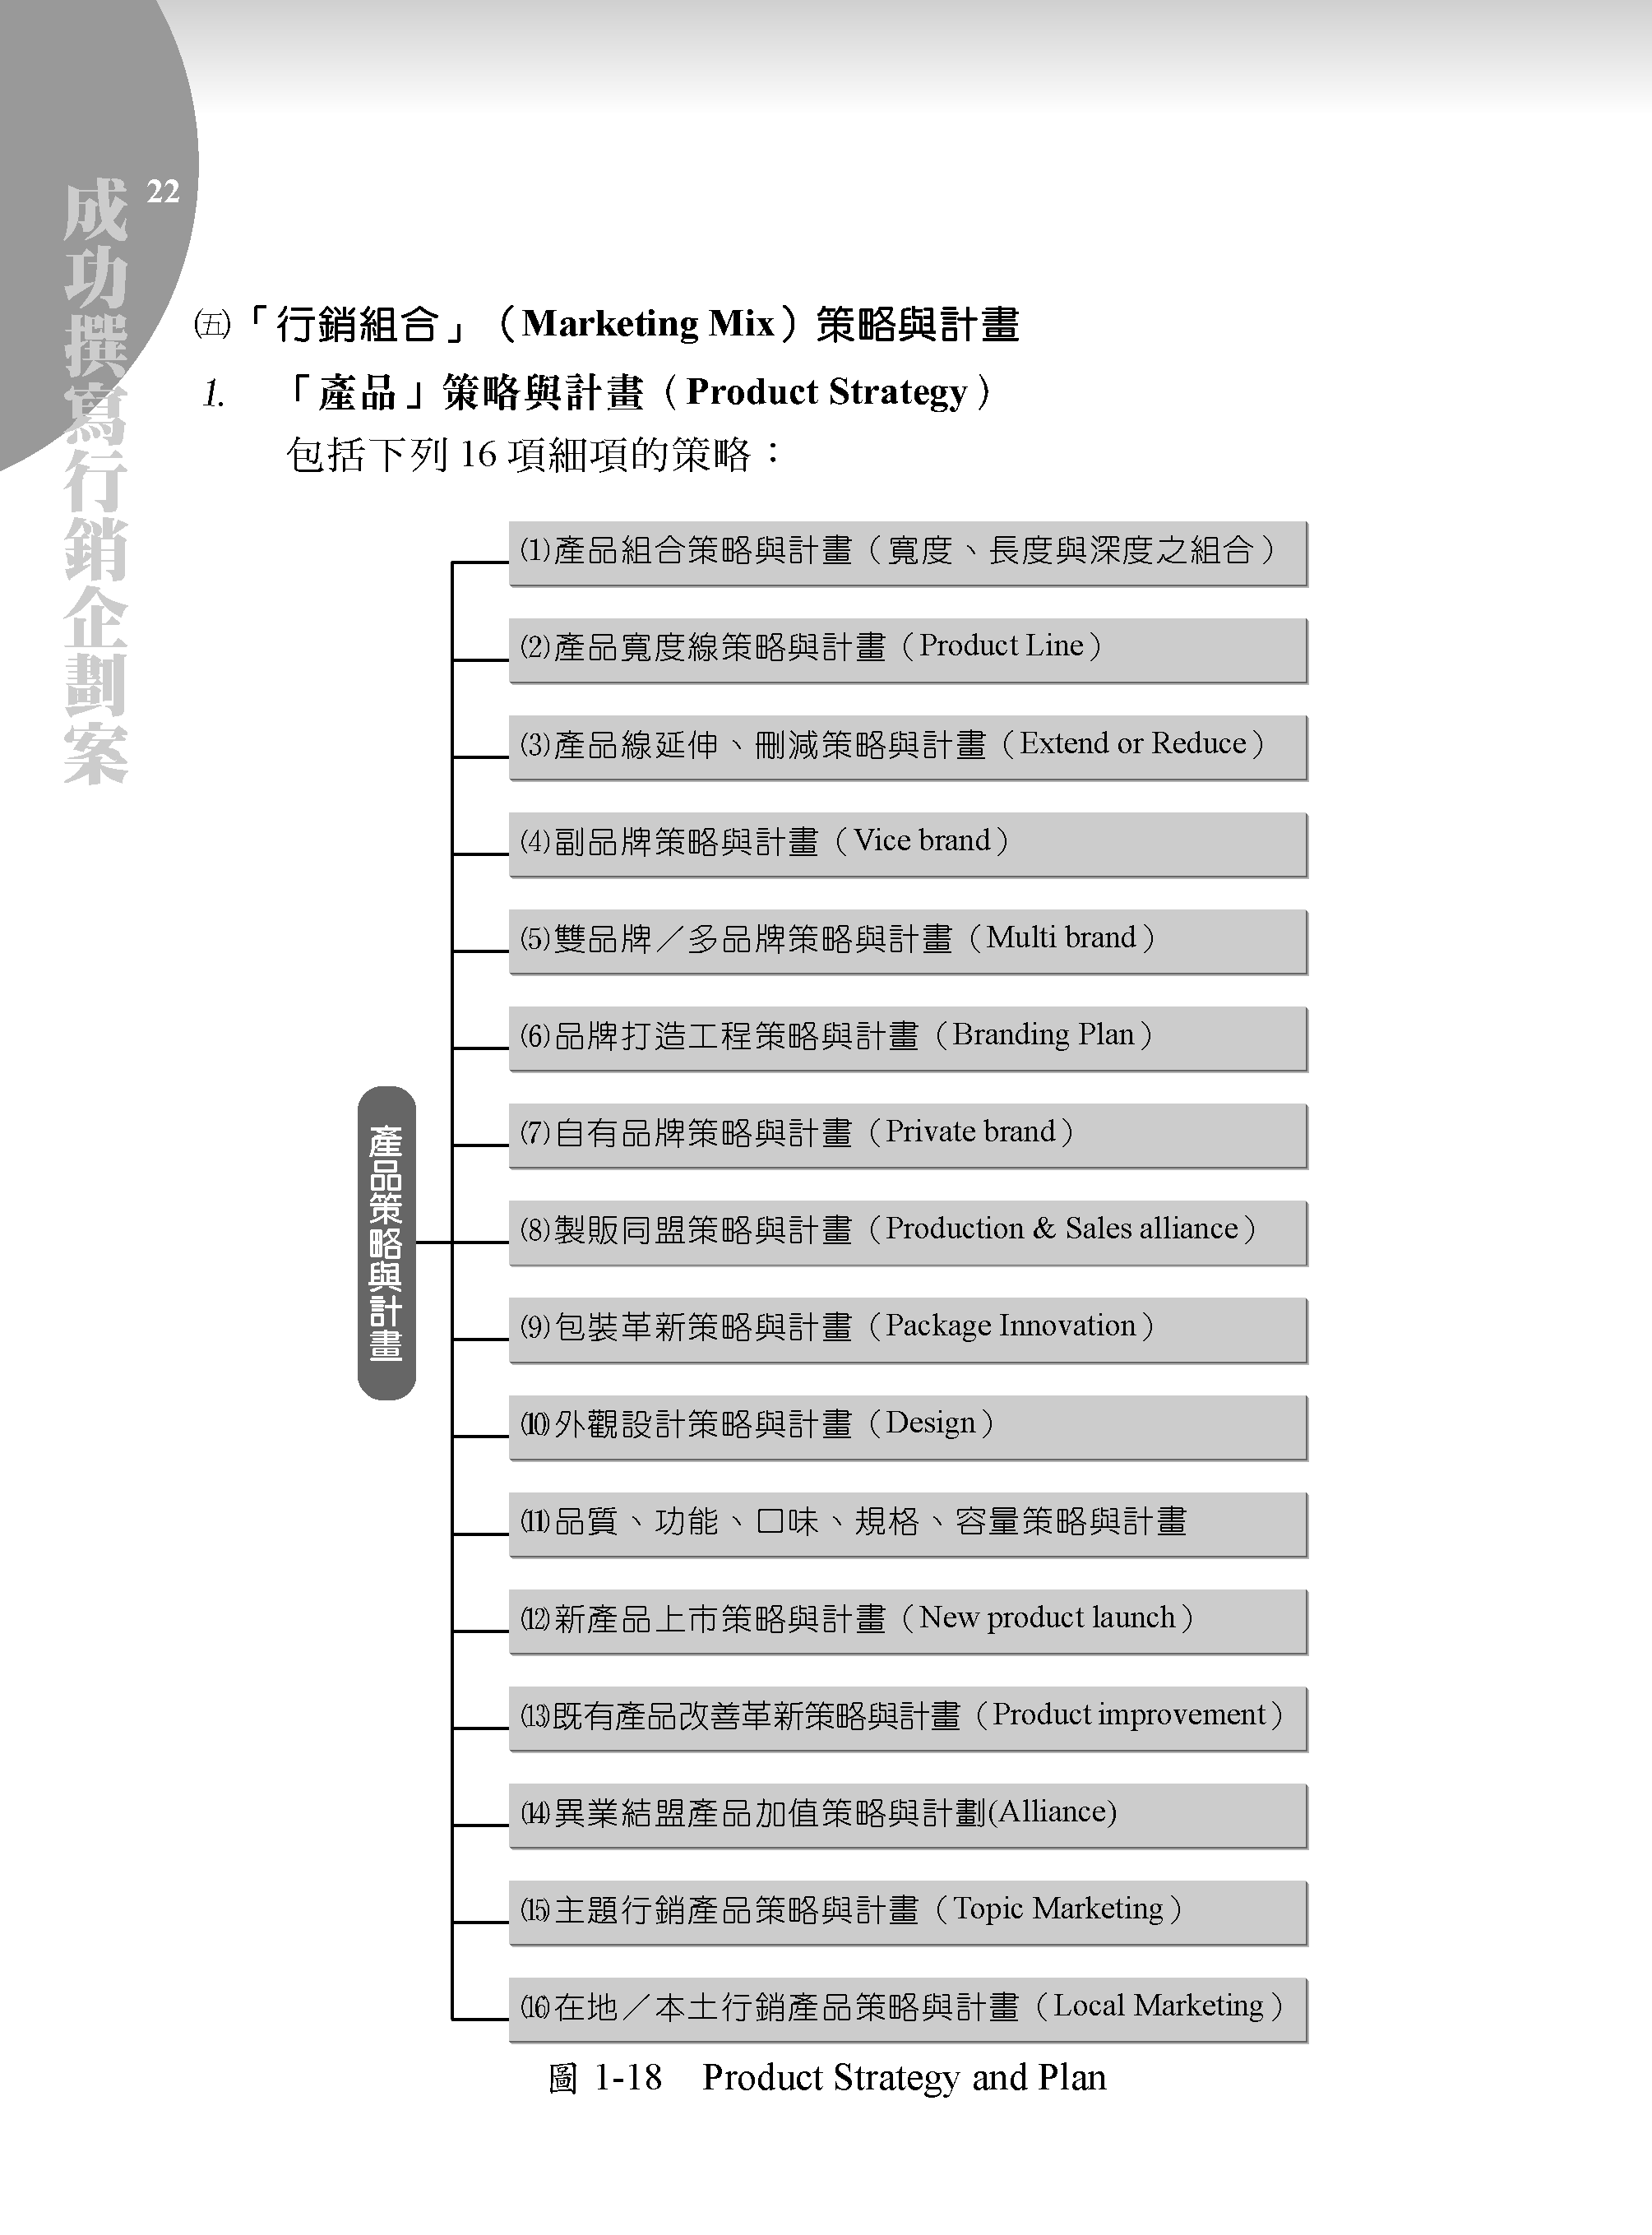 22
成功撰寫行銷企劃案
㈤「行銷組合」（Marketing Mix）策略與計畫
1. 「產品」策略與計畫（Product Strategy）
包括下列 16 項細項的策略：
產品策略與計畫
⑴產品組合策略與計畫（寬度、長度與深度之組合）
⑵產品寬度線策略與計畫（Product Line）
⑶產品線延伸、刪減策略與計畫（Extend or Reduce）
⑷副品牌策略與計畫（Vice brand）
⑸雙品牌／多品牌策略與計畫（Multi brand）
⑹品牌打造工程策略與計畫（Branding Plan）
⑺自有品牌策略與計畫（Private brand）
⑻製販同盟策略與計畫（Production & Sales alliance）
⑼包裝革新策略與計畫（Package Innovation）
⑽外觀設計策略與計畫（Design）
⑾品質、功能、口味、規格、容量策略與計畫
⑿新產品上市策略與計畫（New product launch）
⒀既有產品改善革新策略與計畫（Product improvement）
⒁異業結盟產品加值策略與計劃(Alliance)
⒂主題行銷產品策略與計畫（Topic Marketing）
⒃在地／本土行銷產品策略與計畫（Local Marketing）
圖 1-18 Product Strategy and Plan